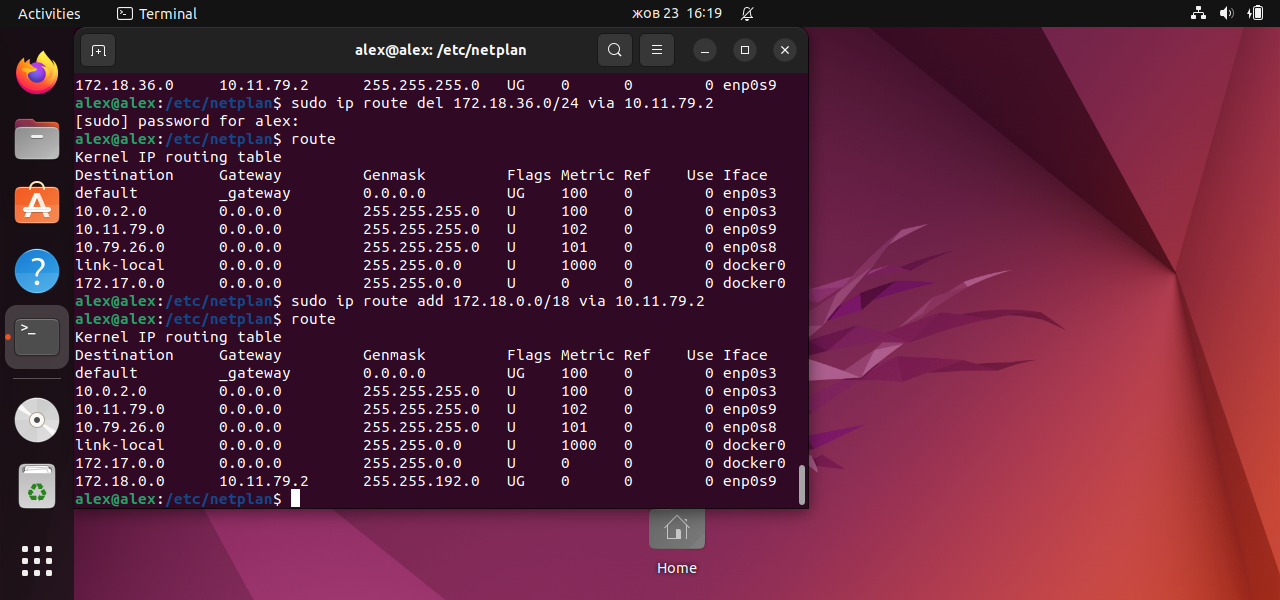 Activities
Terminal
жов 23 16:19
alex@alex: /etc/netplan
172.18.36.0 10.11.79.2 255.255.255.0 UG 0 0 0 enp0s9
alex@alex:/etc/netplan$ sudo ip route del 172.18.36.0/24 via 10.11.79.2
[sudo] password for alex:
alex@alex:/etc/netplan$ route
Kernel IP routing table
Destination Gateway Genmask Flags Metric Ref Use Iface
default _gateway 0.0.0.0 UG 100 0 0 enp0s3
10.0.2.0 0.0.0.0 255.255.255.0 U 100 0 0 enp0s3
10.11.79.0 0.0.0.0 255.255.255.0 U 102 0 0 enp0s9
10.79.26.0 0.0.0.0 255.255.255.0 U 101 0 0 enp0s8
link-local 0.0.0.0 255.255.0.0 U 1000 0 0 docker0
172.17.0.0 0.0.0.0 255.255.0.0 U 0 0 0 docker0
alex@alex:/etc/netplan$ sudo ip route add 172.18.0.0/18 via 10.11.79.2
alex@alex:/etc/netplan$ route
Kernel IP routing table
Destination Gateway Genmask Flags Metric Ref Use Iface
default _gateway 0.0.0.0 UG 100 0 0 enp0s3
10.0.2.0 0.0.0.0 255.255.255.0 U 100 0 0 enp0s3
10.11.79.0 0.0.0.0 255.255.255.0 U 102 0 0 enp0s9
10.79.26.0 0.0.0.0 255.255.255.0 U 101 0 0 enp0s8
link-local 0.0.0.0 255.255.0.0 U 1000 0 0 docker0
172.17.0.0 0.0.0.0 255.255.0.0 U 0 0 0 docker0
172.18.0.0 10.11.79.2 255.255.192.0 UG 0 0 0 enp0s9
alex@alex:/etc/netplan$
Home